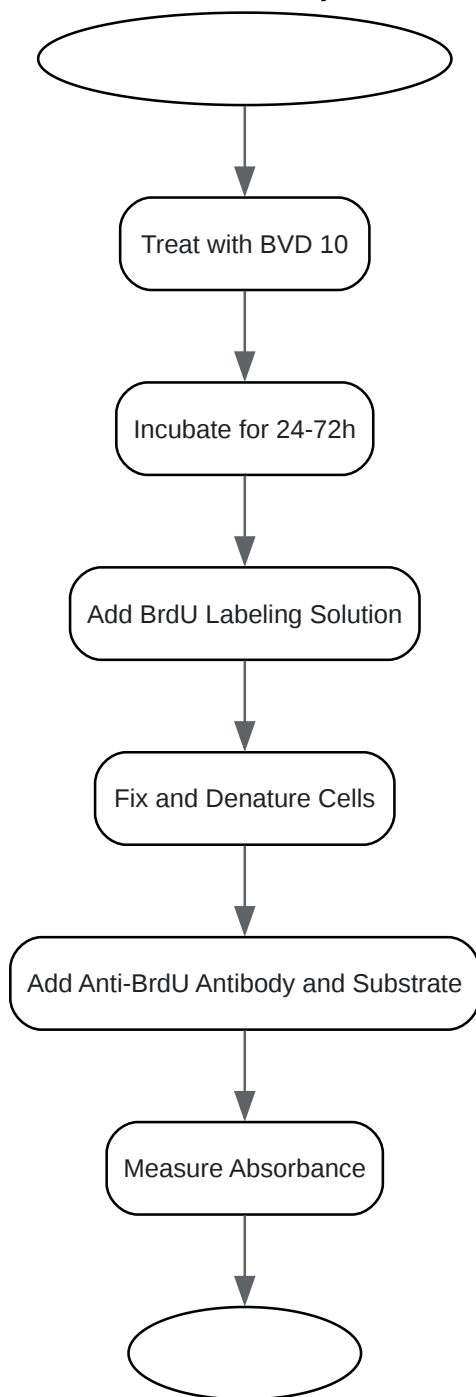 Treat with BVD 10
Incubate for 24-72h
Add BrdU Labeling Solution
Fix and Denature Cells
Add Anti-BrdU Antibody and Substrate
Measure Absorbance